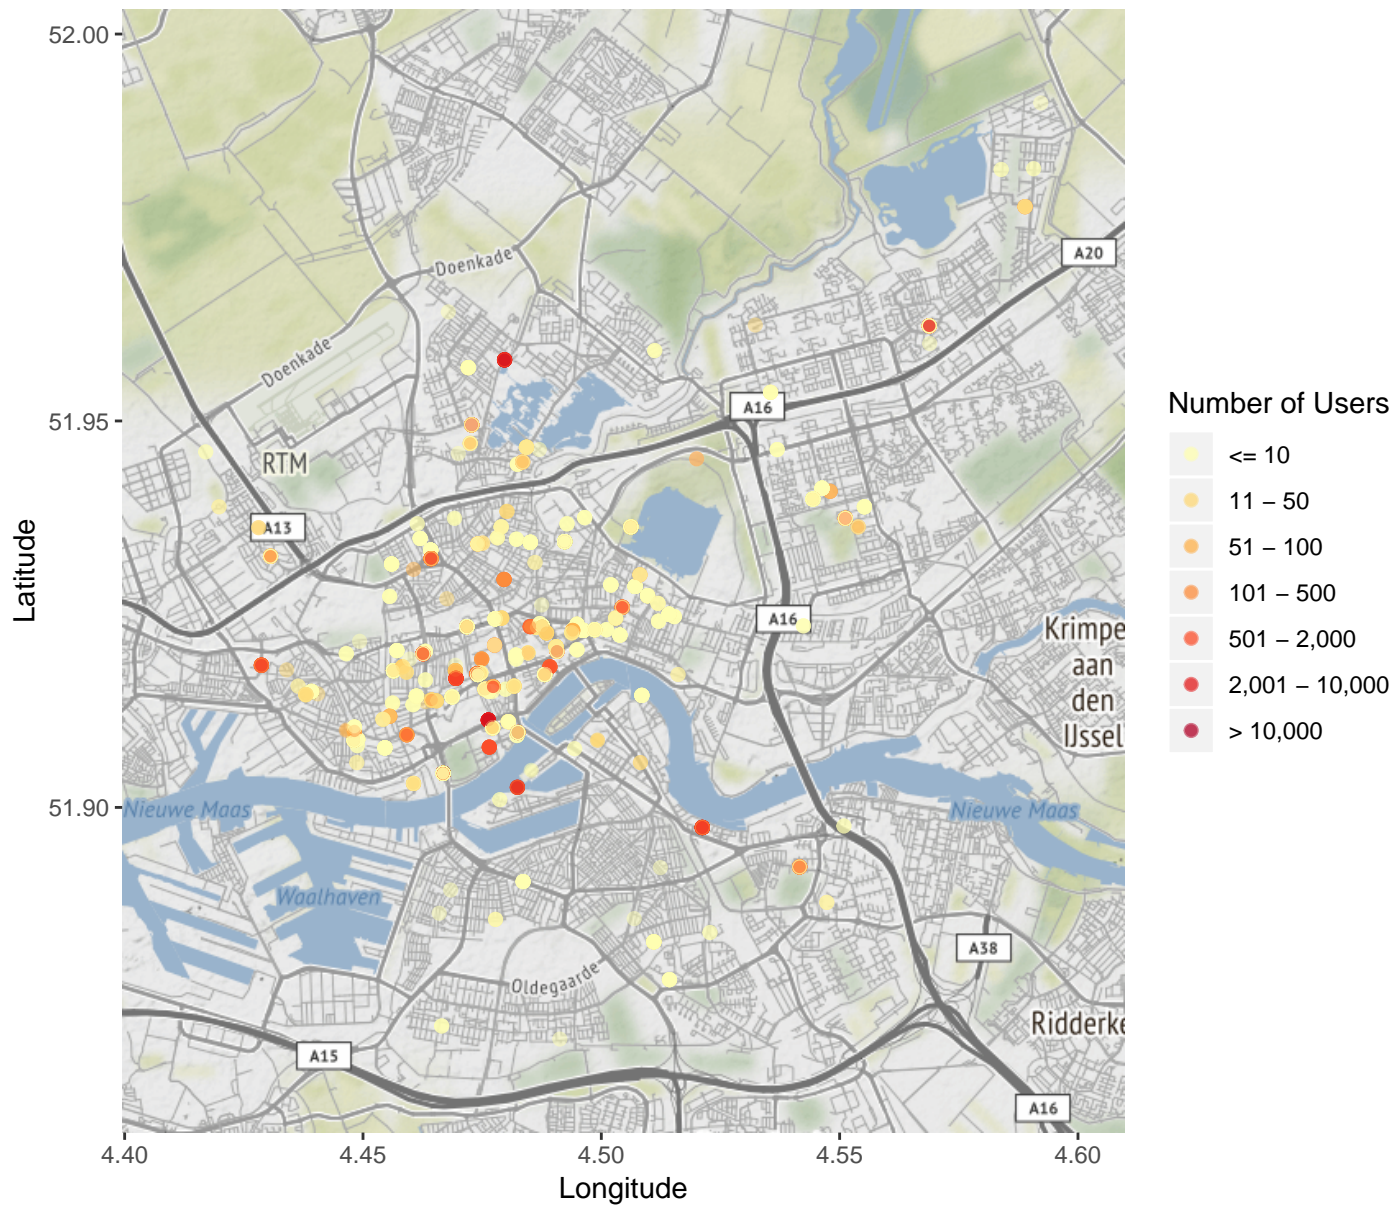 52.00
51.95
51.90
Latitude
4.40
4.45
4.50
4.55
4.60
Longitude
Doenkade
A20
Doenkade
A16
RTM
A13
A16
Krimpe
aan
den
IJssel
Nieuwe Maas
Nieuwe Maas
Waalhaven
A38
Oldegaarde
Ridderke
A15
A16
Number of Users
<= 10
11 − 50
51 − 100
101 − 500
501 − 2,000
2,001 − 10,000
> 10,000